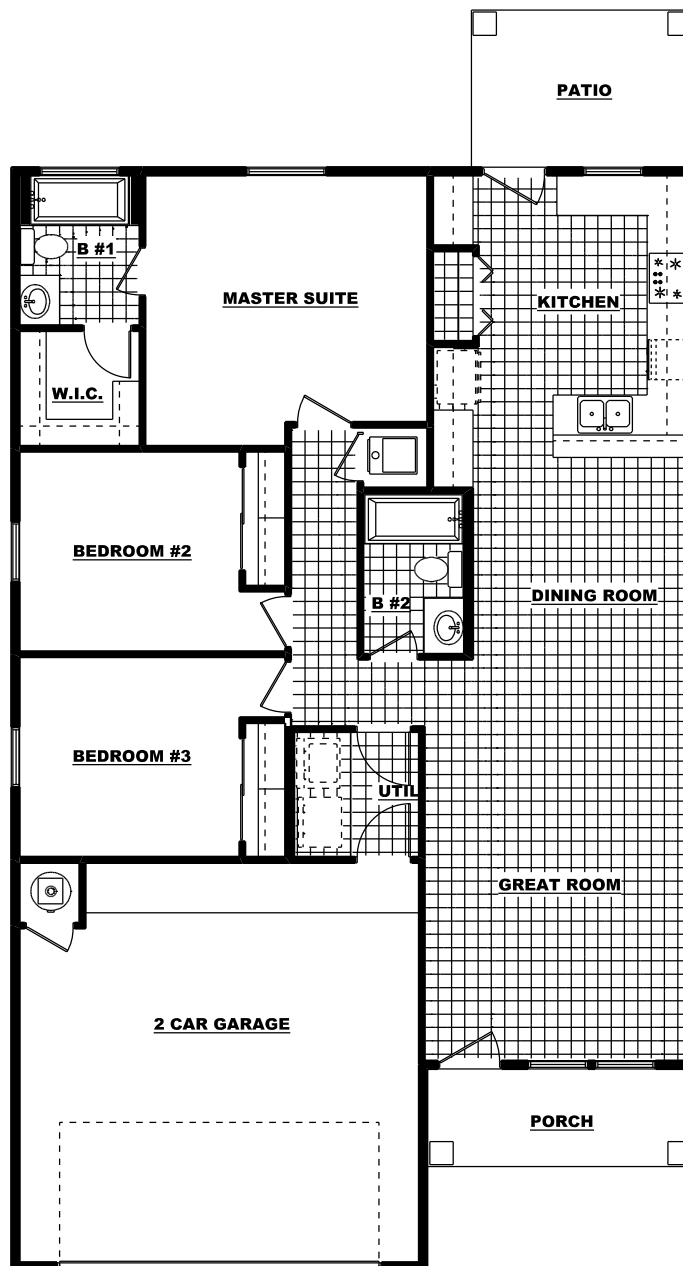 PATIO
B #1
MASTER SUITE
KITCHEN
W.I.C.
BEDROOM #2
B #2
DINING ROOM
BEDROOM #3
UTIL
GREAT ROOM
2 CAR GARAGE
PORCH